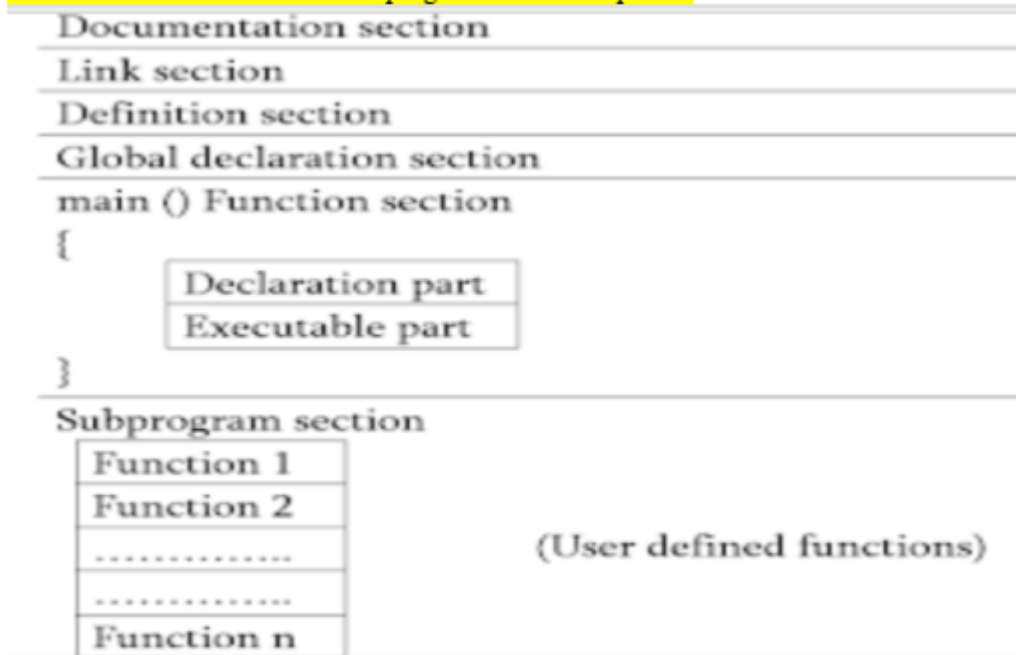 Documentation section
Link section
Definition section
Global declaration section
main () Function section
{
Declaration part
Executable part
}
Subprogram section
Function 1
Function 2
..............
(User defined functions)
..............
Function n